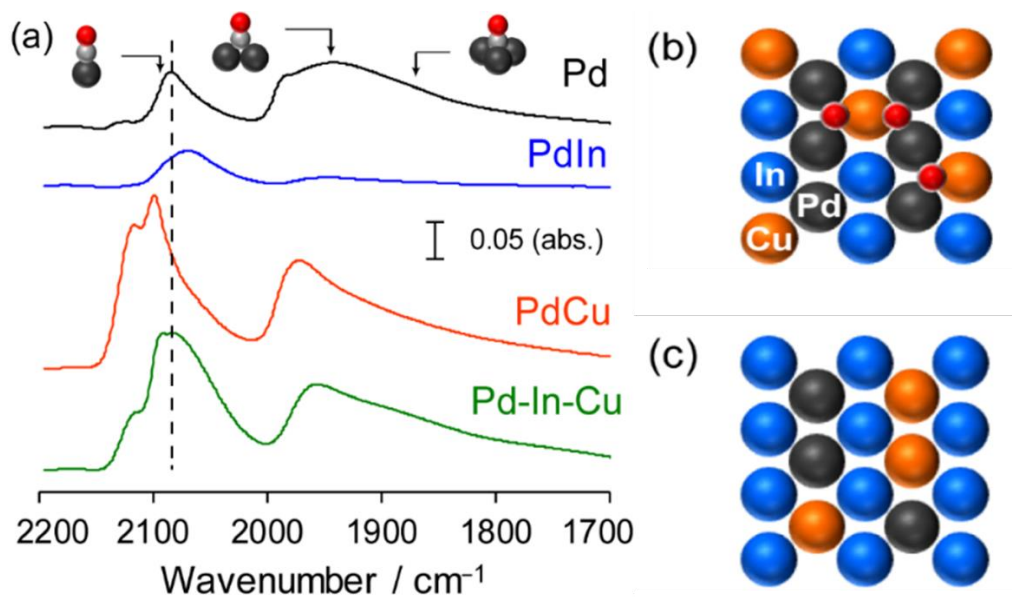 (a)
Pd
PdIn
0.05 (abs.)
PdCu
Pd-In-Cu
2200 2100 2000 1900 1800 1700
Wavenumber / cm⁻¹
(b)
In
Pd
Cu
(c)